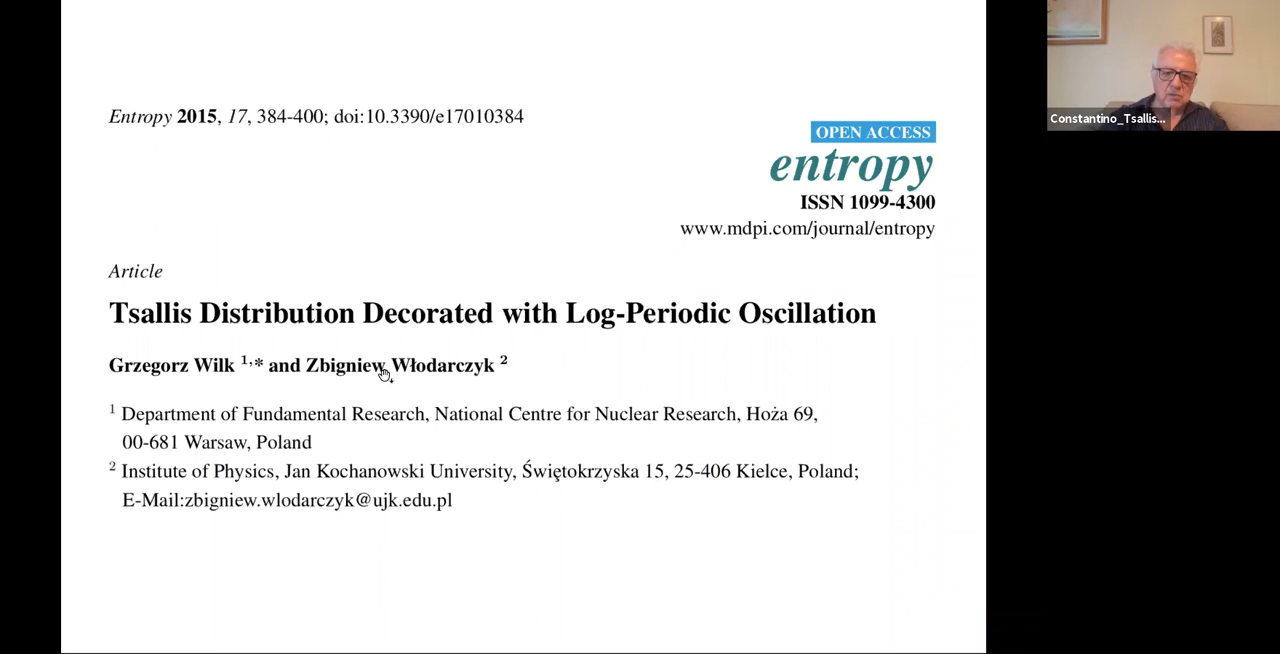 Entropy 2015, 17, 384-400; doi:10.3390/e17010384
OPEN ACCESS
entropy
ISSN 1099-4300
www.mdpi.com/journal/entropy
Article
Tsallis Distribution Decorated with Log-Periodic Oscillation
Grzegorz Wilk 1,* and Zbigniew Włodarczyk 2
1 Department of Fundamental Research, National Centre for Nuclear Research, Hoża 69,
00-681 Warsaw, Poland
2 Institute of Physics, Jan Kochanowski University, Świętokrzyska 15, 25-406 Kielce, Poland;
E-Mail:zbigniew.wlodarczyk@ujk.edu.pl
Constantino_Tsallis...